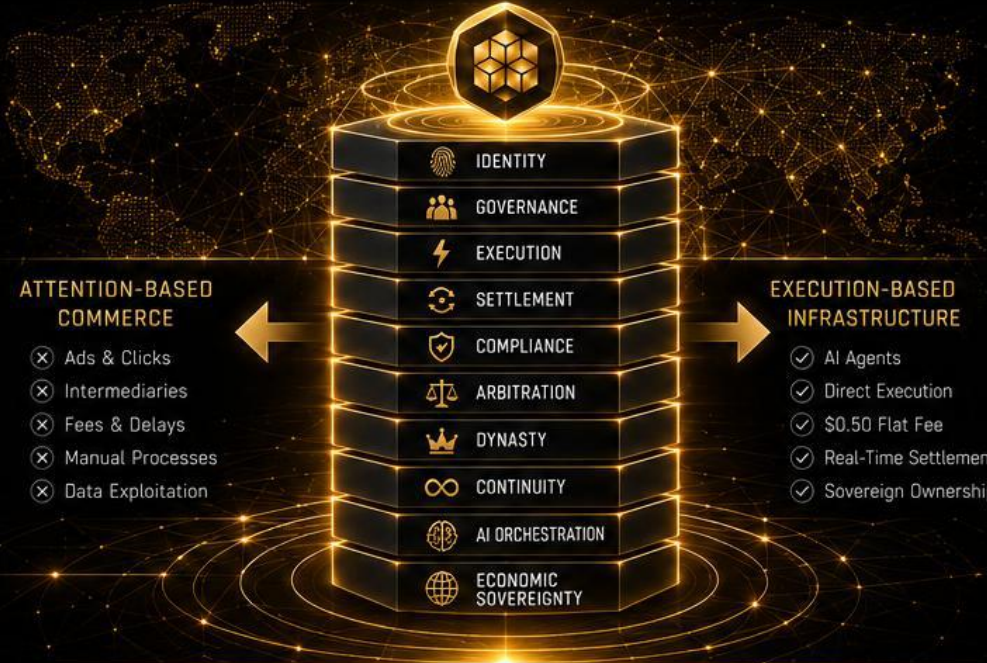 IDENTITY
GOVERNANCE
EXECUTION
SETTLEMENT
COMPLIANCE
ARBITRATION
DYNASTY
CONTINUITY
AI ORCHESTRATION
ECONOMIC
SOVEREIGNTY
ATTENTION-BASED
COMMERCE
Ads & Clicks
Intermediaries
Fees & Delays
Manual Processes
Data Exploitation
EXECUTION-BASED
INFRASTRUCTURE
AI Agents
Direct Execution
$0.50 Flat Fee
Real-Time Settlemen
Sovereign Ownershi